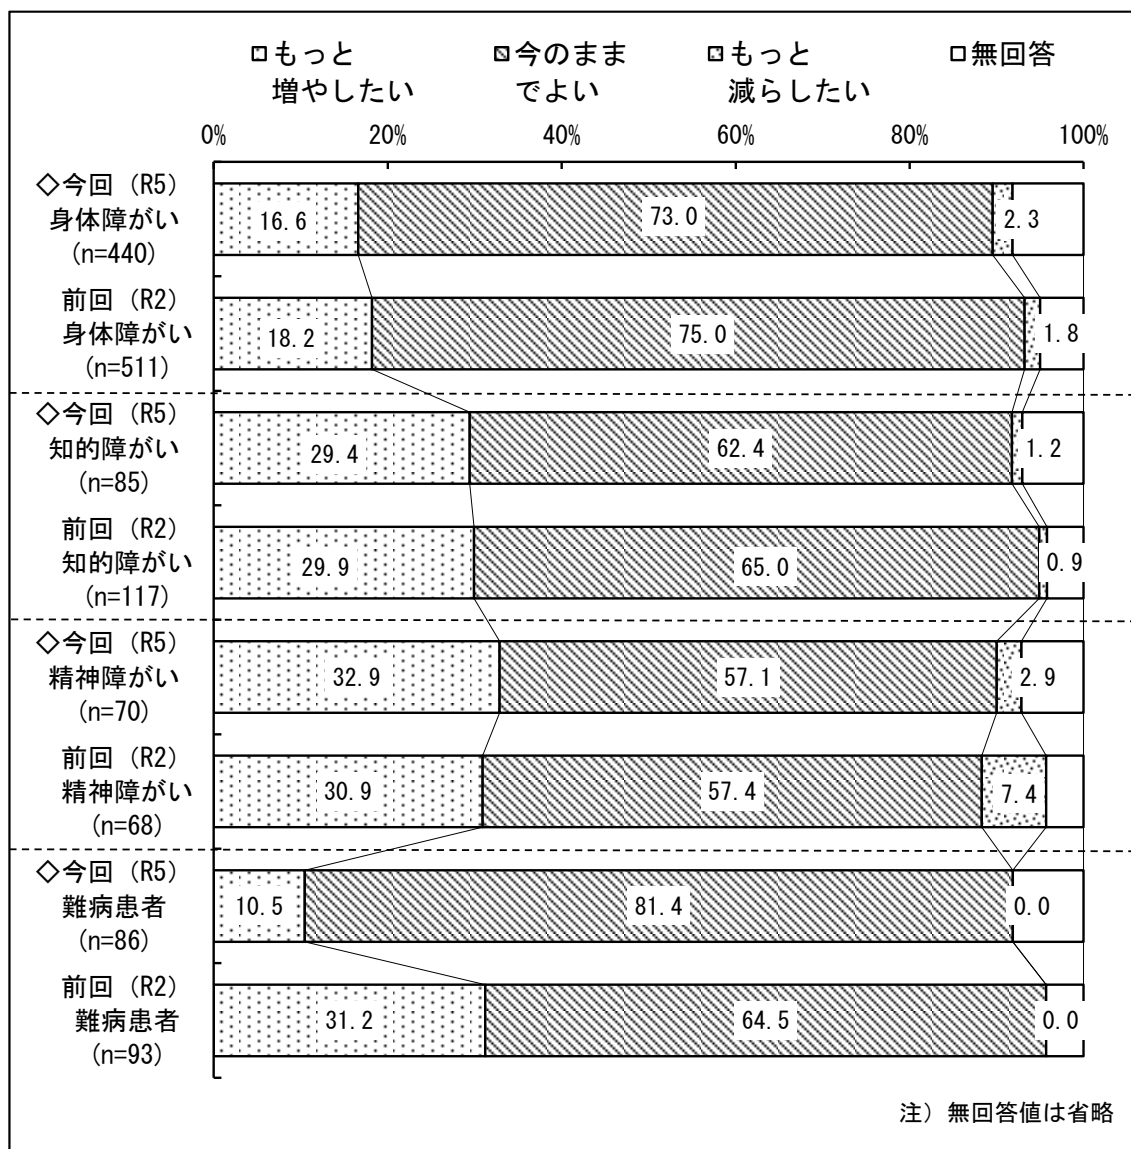 もっと 今のまま もっと 無回答
増やしたい でよい 減らしたい
0% 20% 40% 60% 80% 100%
◇今回（R5）
身体障がい
(n=440)
16.6 73.0 2.3
前回（R2）
身体障がい
(n=511)
18.2 75.0 1.8
◇今回（R5）
知的障がい
(n=85)
29.4 62.4 1.2
前回（R2）
知的障がい
(n=117)
29.9 65.0 0.9
◇今回（R5）
精神障がい
(n=70)
32.9 57.1 2.9
前回（R2）
精神障がい
(n=68)
30.9 57.4 7.4
◇今回（R5）
難病患者
(n=86)
10.5 81.4 0.0
前回（R2）
難病患者
(n=93)
31.2 64.5 0.0
注）無回答値は省略